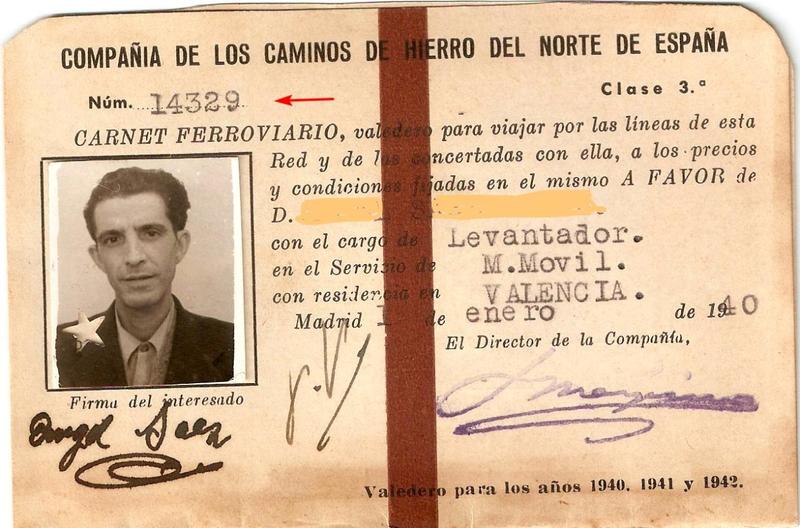 COMPAÑIA DE LOS CAMINOS DE HIERRO DEL NORTE DE ESPAÑA
Núm. 14329
Clase 3.ª
CARNET FERROVIARIO, valedero para viajar por las líneas de esta
Red y de las concertadas con ella, a los precios
y condiciones fijadas en el mismo A FAVOR de
D.
con el cargo de Levantador.
en el Servicio de M.Movil.
con residencia en VALENCIA.
Madrid 1 de enero de 1940
El Director de la Compañía,
Firma del interesado
Angel Saez
Valedero para los años 1940, 1941 y 1942.